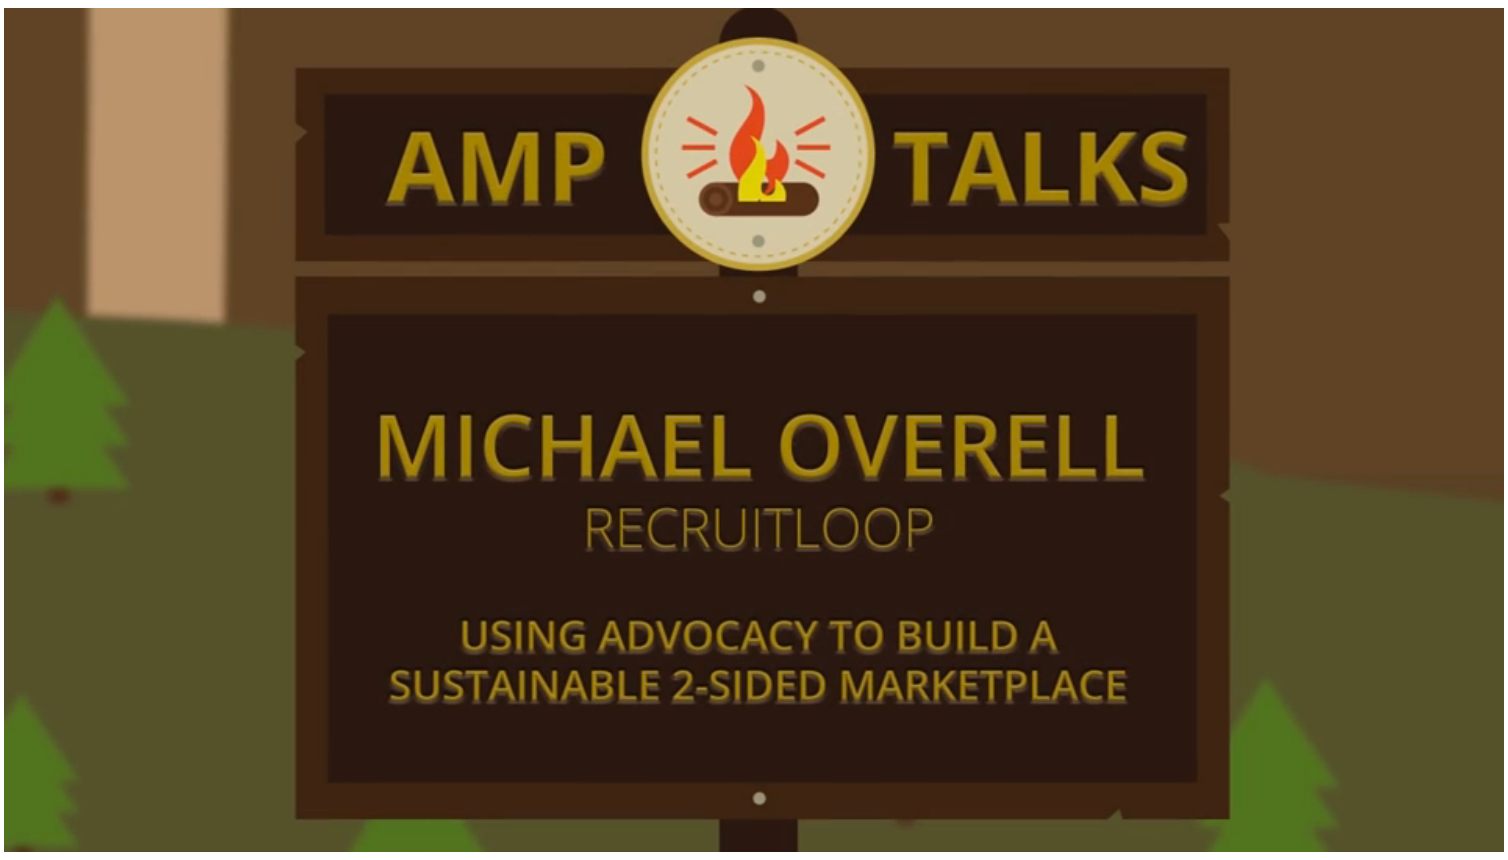 AMP TALKS
MICHAEL OVERELL
RECRUITLOOP
USING ADVOCACY TO BUILD A
SUSTAINABLE 2-SIDED MARKETPLACE